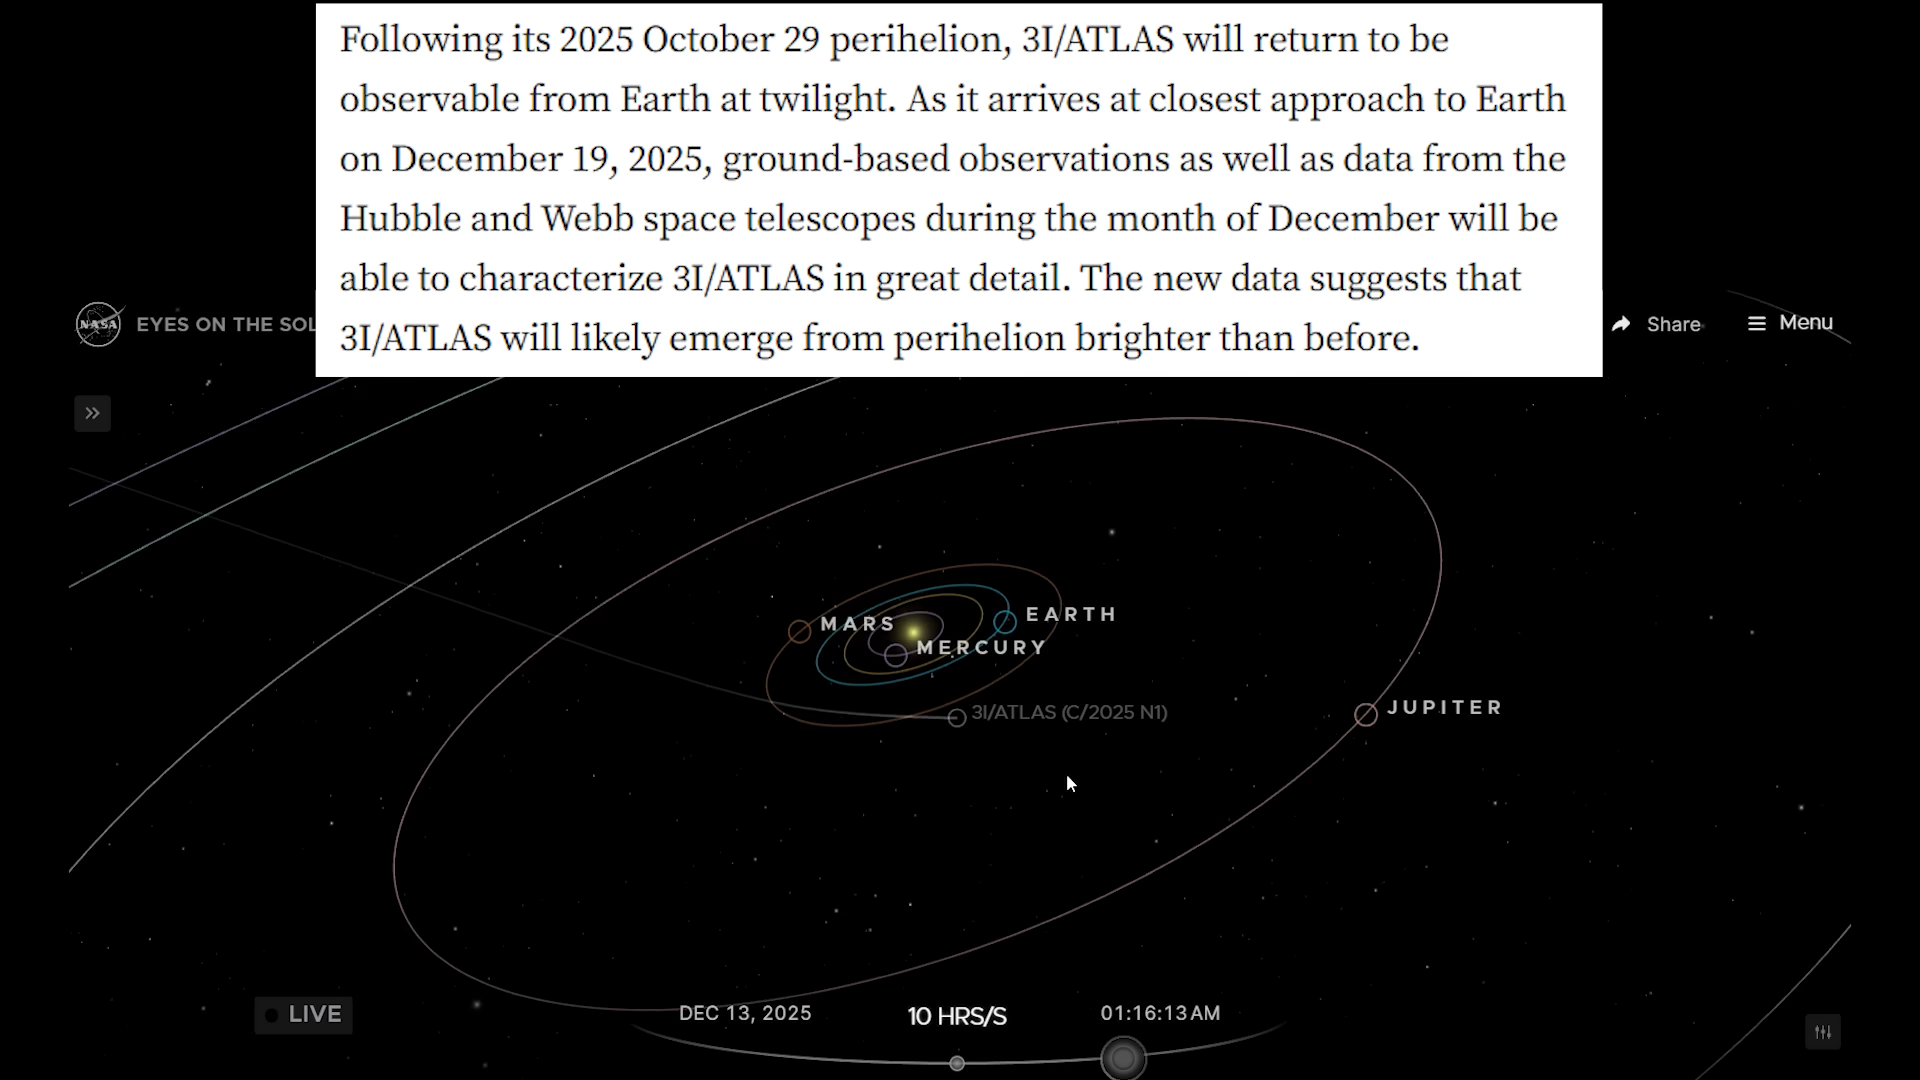 Following its 2025 October 29 perihelion, 3I/ATLAS will return to be
observable from Earth at twilight. As it arrives at closest approach to Earth
on December 19, 2025, ground-based observations as well as data from the
Hubble and Webb space telescopes during the month of December will be
able to characterize 3I/ATLAS in great detail. The new data suggests that
3I/ATLAS will likely emerge from perihelion brighter than before.
NASA EYES ON THE SOL
Share
Menu
MARS
EARTH
MERCURY
3I/ATLAS (C/2025 N1)
JUPITER
LIVE
DEC 13, 2025
10 HRS/S
01:16:13 AM